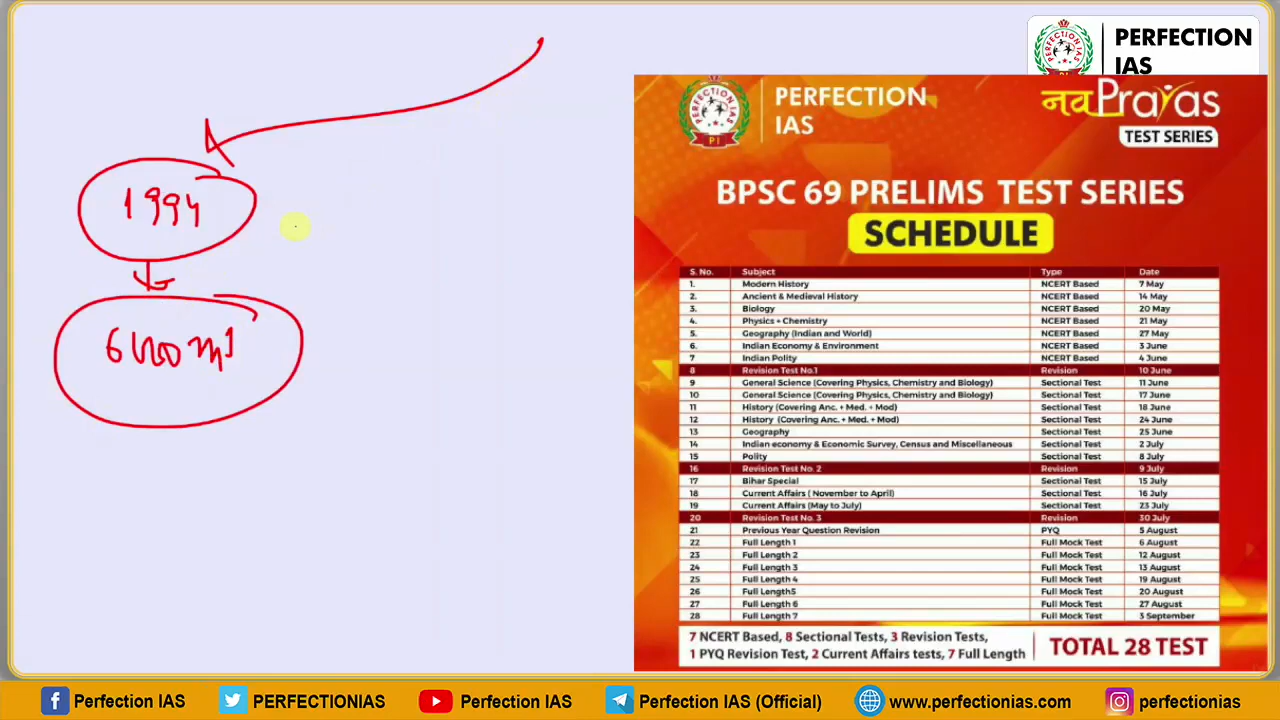 PERFECTION
IAS
1994
PERFECTION IAS
PI
PERFECTION
IAS
नवPrayas
TEST SERIES
BPSC 69 PRELIMS TEST SERIES
SCHEDULE
S. No. Subject Type Date
1. Modern History NCERT Based 7 May
2. Ancient & Medieval History NCERT Based 14 May
3. Biology NCERT Based 20 May
4. Physics + Chemistry NCERT Based 21 May
5. Geography (Indian and World) NCERT Based 27 May
6. Indian Economy & Environment NCERT Based 3 June
7 Indian Polity NCERT Based 4 June
8 Revision Test No.1 Revision 10 June
9 General Science (Covering Physics, Chemistry and Biology) Sectional Test 11 June
10 General Science (Covering Physics, Chemistry and Biology) Sectional Test 17 June
11 History (Covering Anc. + Med. + Mod) Sectional Test 18 June
12 History (Covering Anc. + Med. + Mod) Sectional Test 24 June
13 Geography Sectional Test 25 June
14 Indian economy & Economic Survey, Census and Miscellaneous Sectional Test 2 July
15 Polity Sectional Test 8 July
16 Revision Test No. 2 Revision 9 July
17 Bihar Special Sectional Test 15 July
18 Current Affairs ( November to April) Sectional Test 16 July
19 Current Affairs (May to July) Sectional Test 23 July
20 Revision Test No. 3 Revision 30 July
21 Previous Year Question Revision PYQ 5 August
22 Full Length 1 Full Mock Test 6 August
23 Full Length 2 Full Mock Test 12 August
24 Full Length 3 Full Mock Test 13 August
25 Full Length 4 Full Mock Test 19 August
26 Full Length5 Full Mock Test 20 August
27 Full Length 6 Full Mock Test 27 August
28 Full Length 7 Full Mock Test 3 September
7 NCERT Based, 8 Sectional Tests, 3 Revision Tests,
1 PYQ Revision Test, 2 Current Affairs tests, 7 Full Length
TOTAL 28 TEST
Perfection IAS PERFECTIONIAS Perfection IAS Perfection IAS (Official) www.perfectionias.com perfectionias